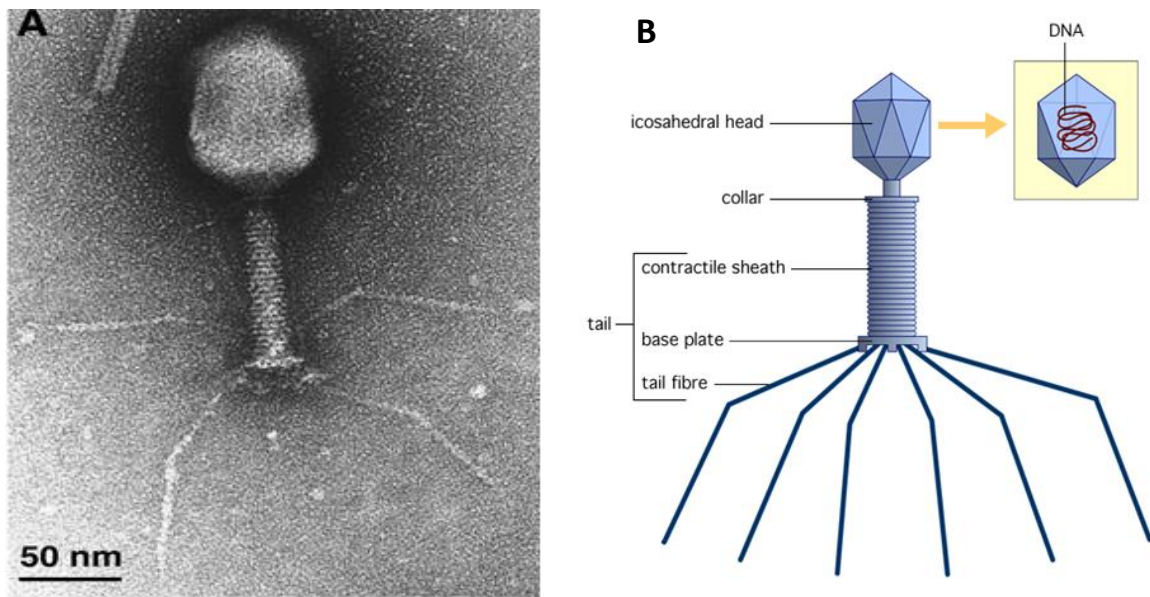 A
50 nm
B
DNA
icosahedral head
collar
contractile sheath
tail
base plate
tail fibre